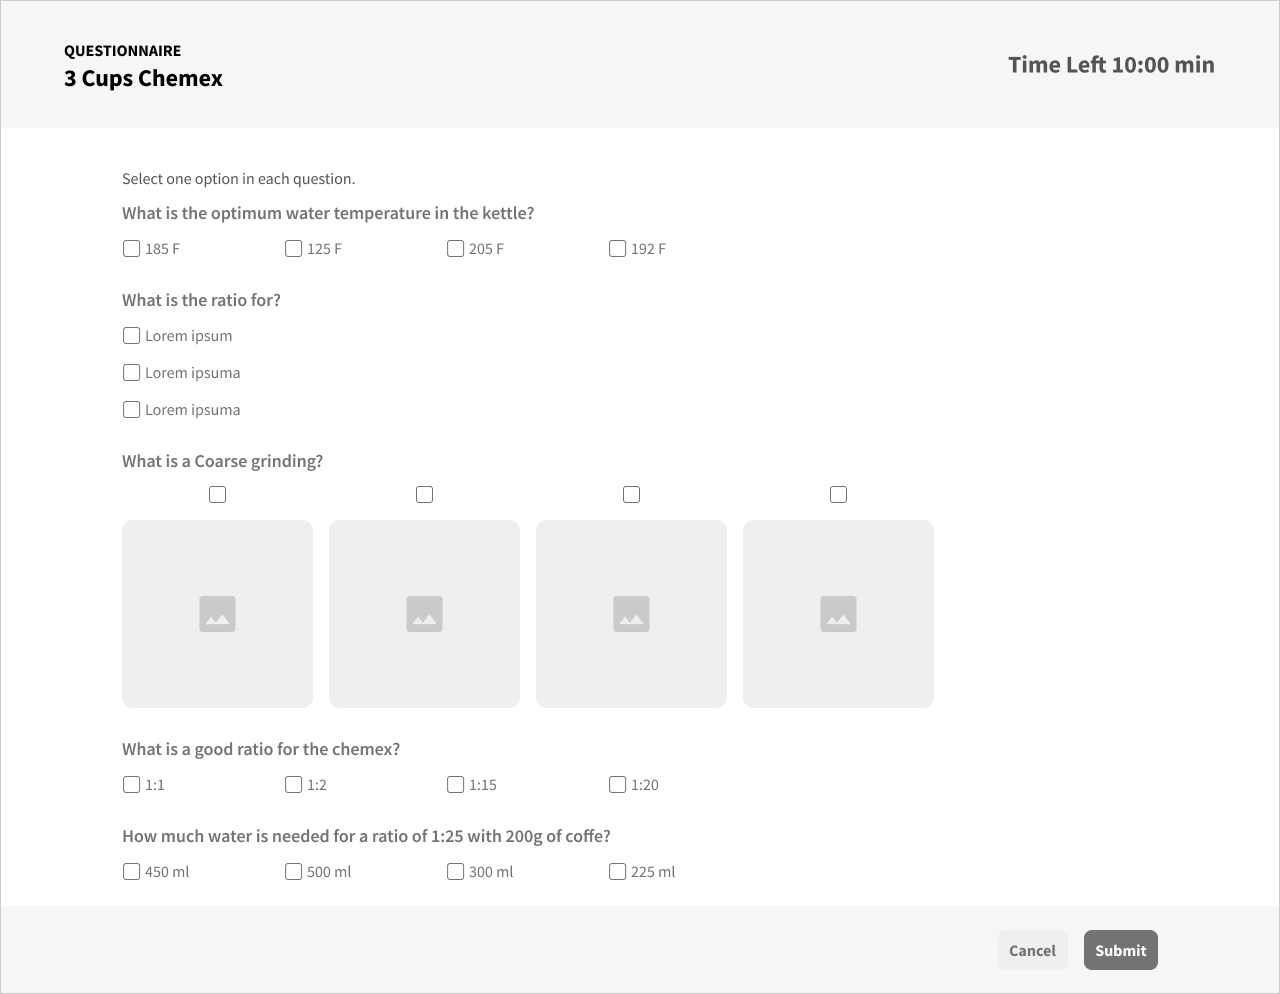 QUESTIONNAIRE
3 Cups Chemex
Time Left 10:00 min
Select one option in each question.
What is the optimum water temperature in the kettle?
185 F
125 F
205 F
192 F
What is the ratio for?
Lorem ipsum
Lorem ipsuma
Lorem ipsuma
What is a Coarse grinding?
What is a good ratio for the chemex?
1:1
1:2
1:15
1:20
How much water is needed for a ratio of 1:25 with 200g of coffe?
450 ml
500 ml
300 ml
225 ml
Cancel
Submit